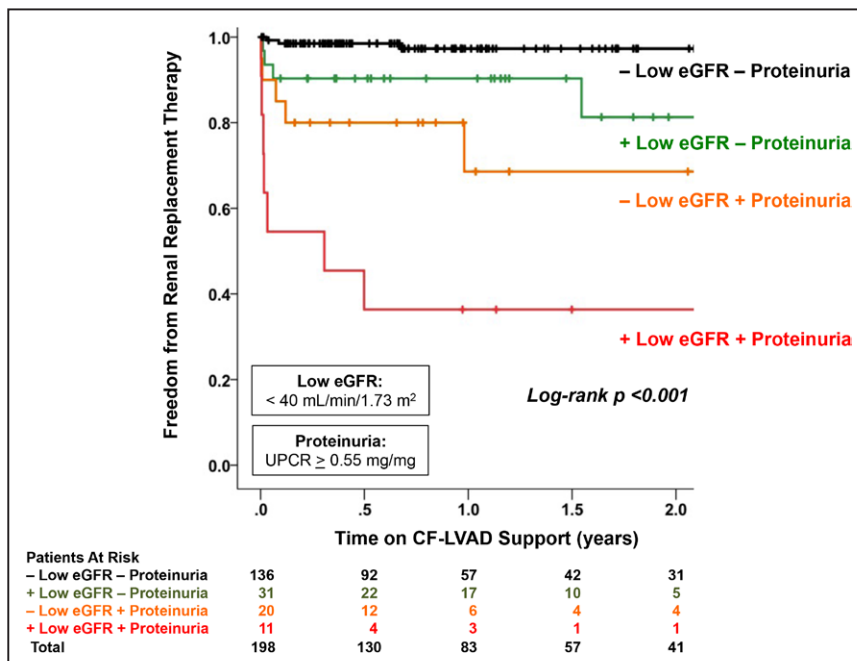 Freedom from Renal Replacement Therapy
1.0
0.8
0.6
0.4
0.2
0.0
– Low eGFR – Proteinuria
+ Low eGFR – Proteinuria
– Low eGFR + Proteinuria
+ Low eGFR + Proteinuria
Low eGFR:
< 40 mL/min/1.73 m²
Proteinuria:
UPCR ≥ 0.55 mg/mg
Log-rank p <0.001
.0 .5 1.0 1.5 2.0
Time on CF-LVAD Support (years)
Patients At Risk
– Low eGFR – Proteinuria 136 92 57 42 31
+ Low eGFR – Proteinuria 31 22 17 10 5
– Low eGFR + Proteinuria 20 12 6 4 4
+ Low eGFR + Proteinuria 11 4 3 1 1
Total 198 130 83 57 41